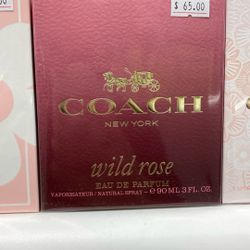 $ 65.00
COACH
NEW YORK
wild rose
EAU DE PARFUM
VAPORISATEUR / NATURAL SPRAY – ℮ 90 ML 3 FL. OZ.